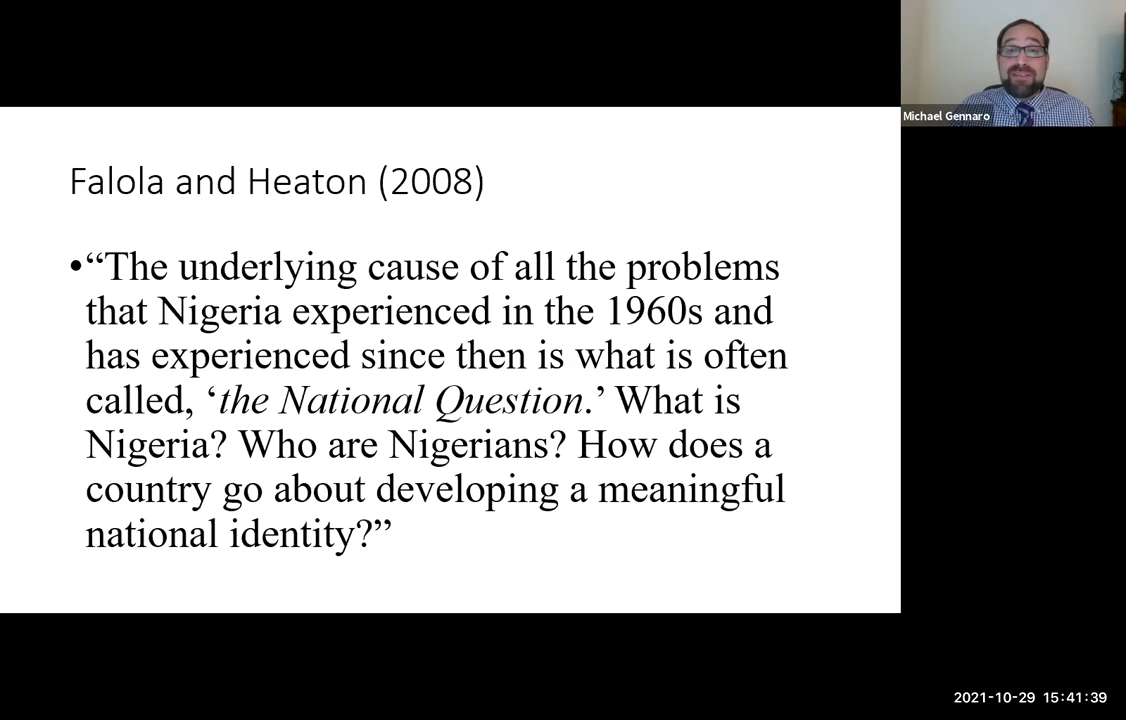 Michael Gennaro
Falola and Heaton (2008)
•“The underlying cause of all the problems
that Nigeria experienced in the 1960s and
has experienced since then is what is often
called, ‘the National Question.’ What is
Nigeria? Who are Nigerians? How does a
country go about developing a meaningful
national identity?”
2021-10-29 15:41:39